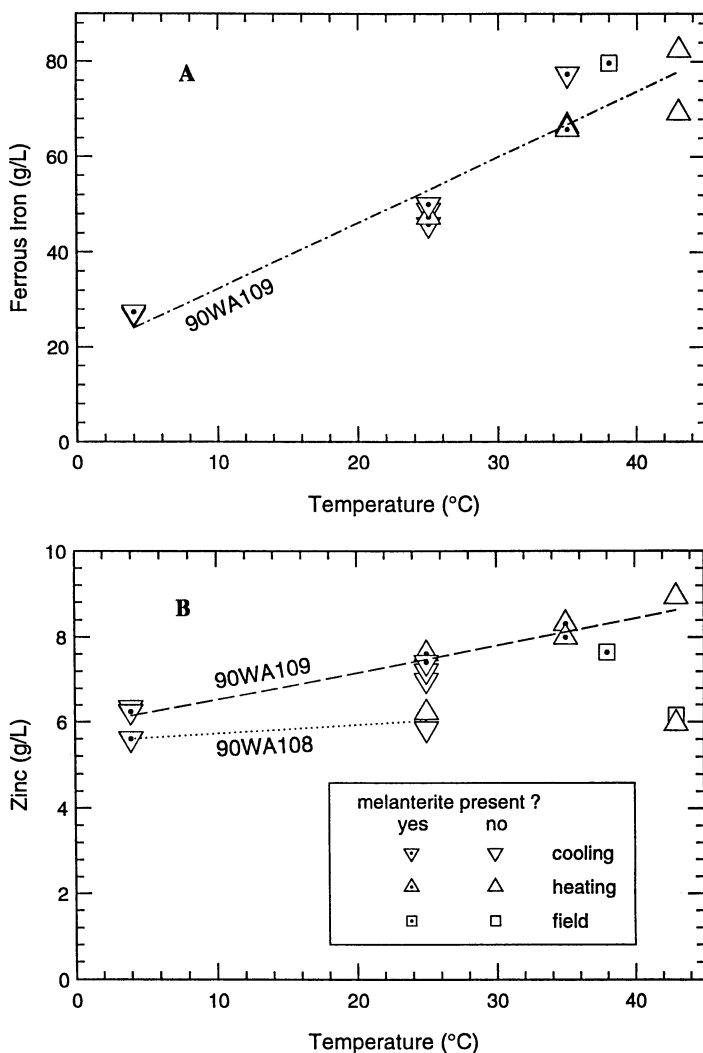 80
A
60
Ferrous Iron (g/L)
40
90WA109
20
0
0 10 20 30 40
Temperature (°C)
10
B
8
90WA109
6
90WA108
Zinc (g/L)
melanterite present ?
yes no
4
cooling
heating
2
field
0
0 10 20 30 40
Temperature (°C)